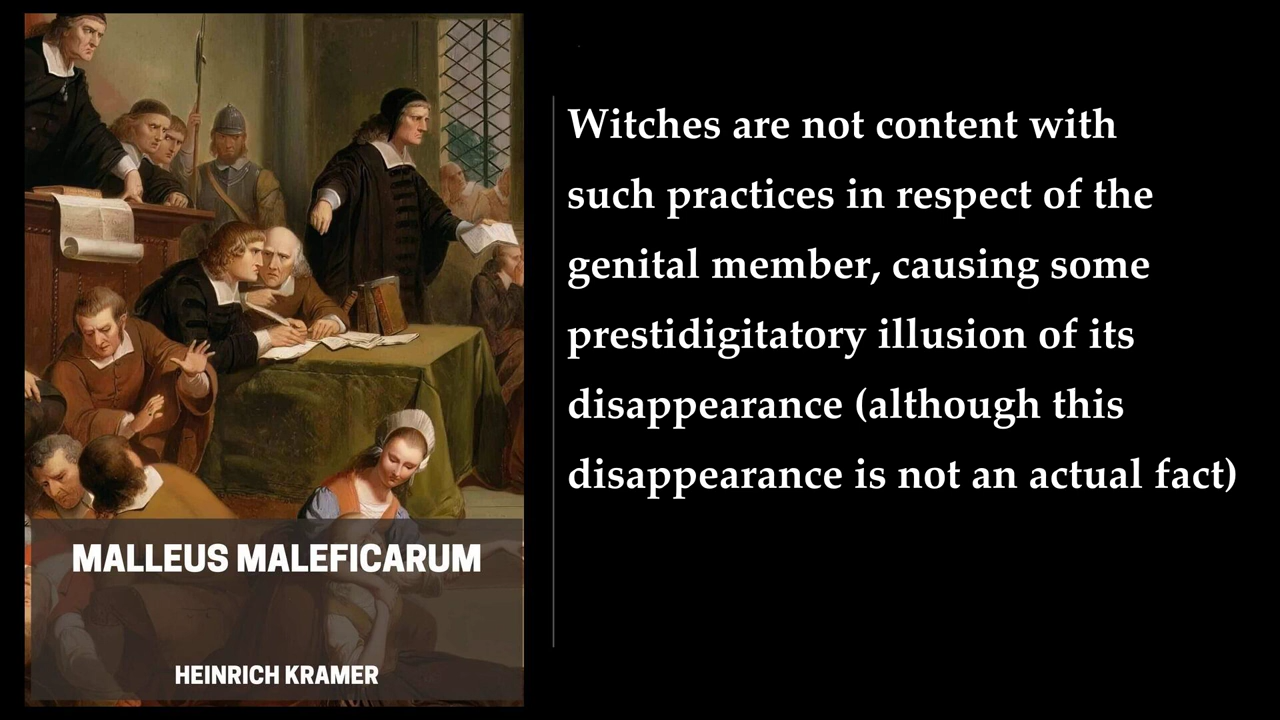 MALLEUS MALEFICARUM
HEINRICH KRAMER
Witches are not content with
such practices in respect of the
genital member, causing some
prestidigitatory illusion of its
disappearance (although this
disappearance is not an actual fact)